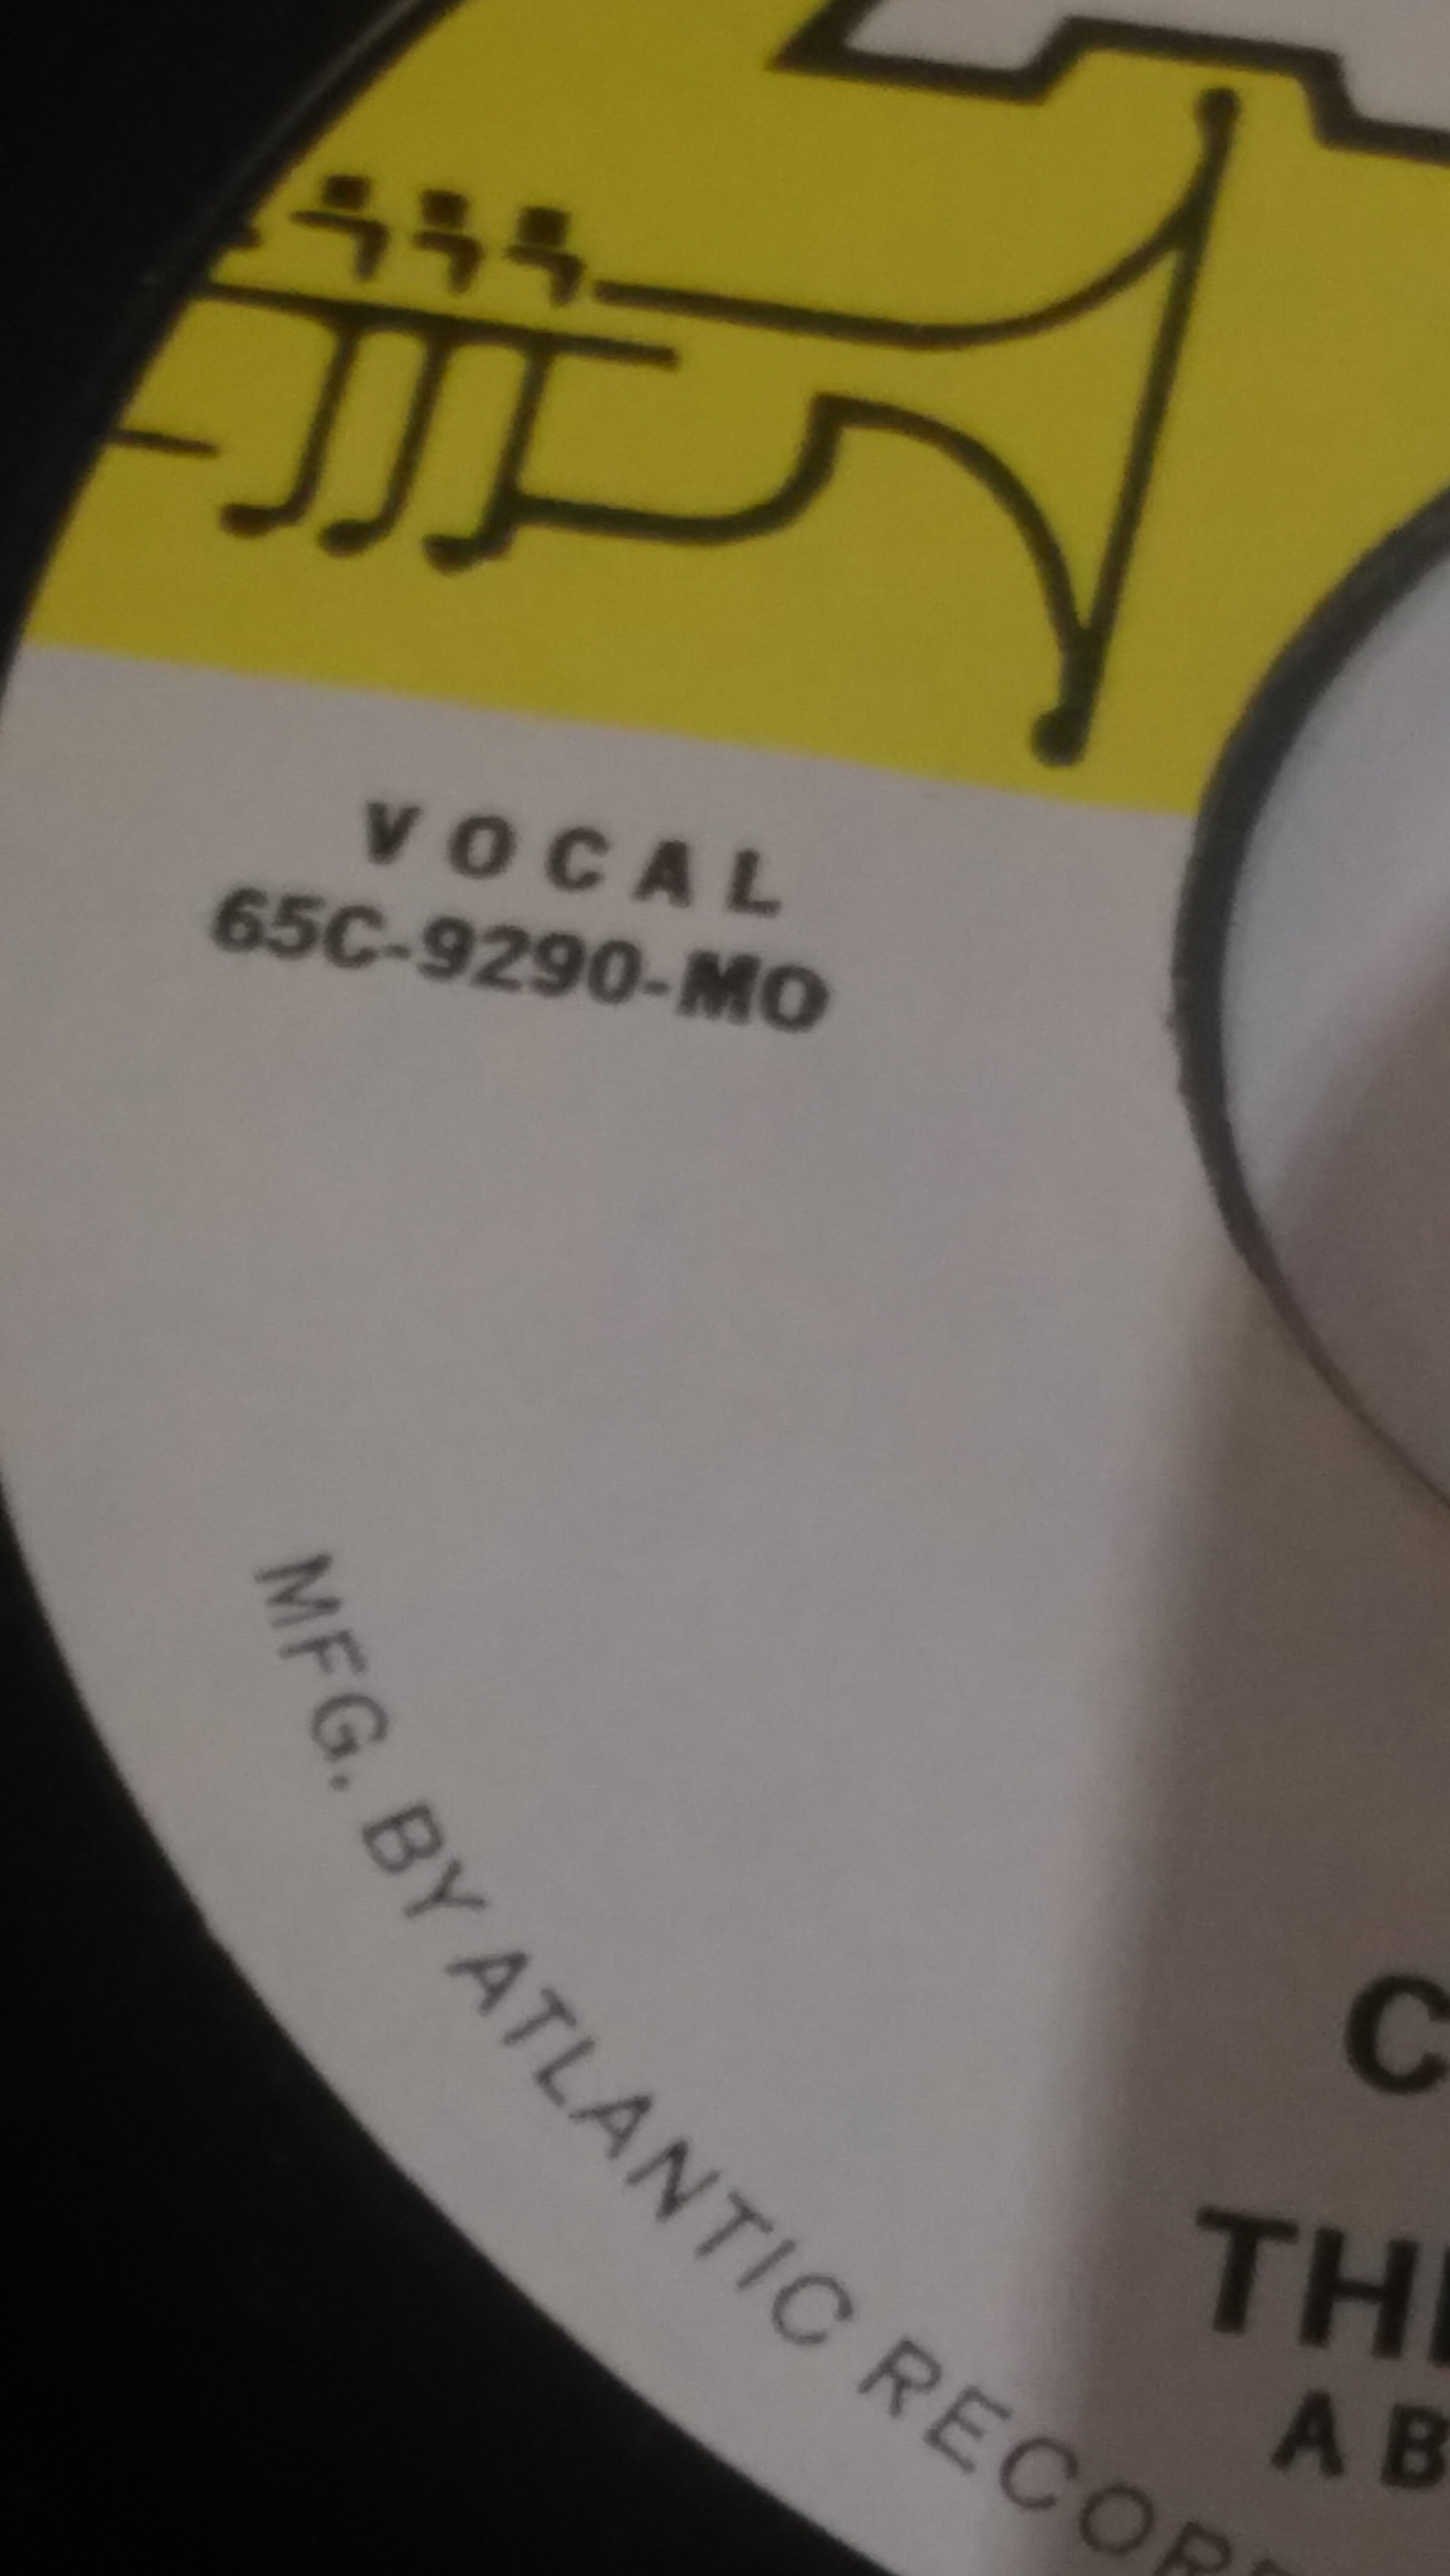 VOCAL
65C-9290-MO
MFG. BY ATLANTIC RECOR
C
TH
AB